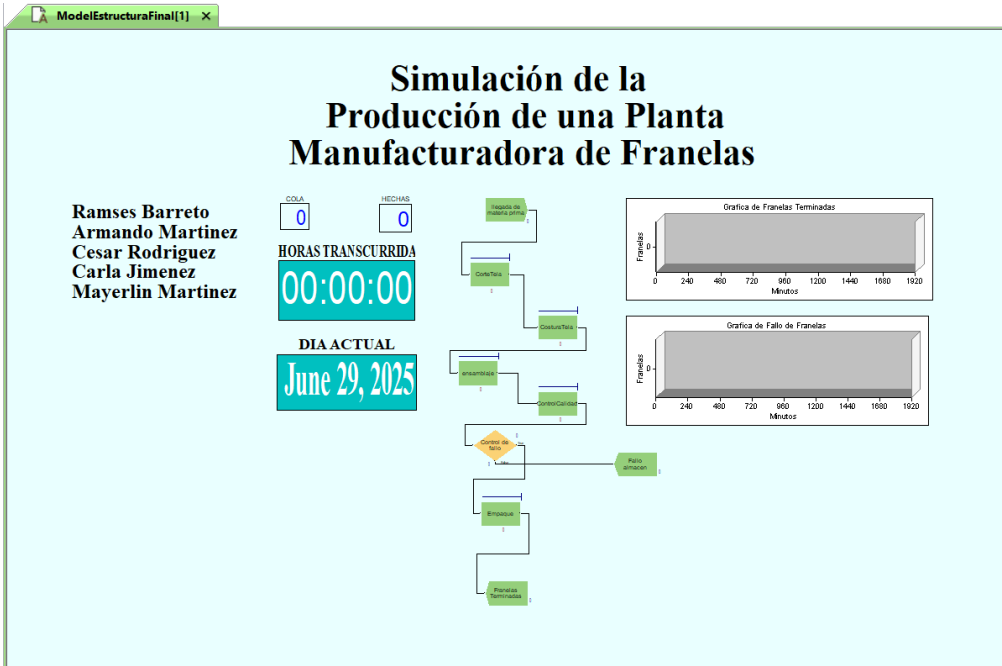 ModelEstructuraFinal[1]
Simulación de la
Producción de una Planta
Manufacturadora de Franelas
Ramses Barreto
Armando Martinez
Cesar Rodriguez
Carla Jimenez
Mayerlin Martinez
COLA
0
HECHAS
0
HORAS TRANSCURRIDA
00:00:00
DIA ACTUAL
June 29, 2025
llegada de
materia prima
CorteTela
CosturaTela
ensamblaje
ControlCalidad
Control de
fallo
True
False
Fallo
almacen
Empaque
Franelas
Terminadas
Grafica de Franelas Terminadas
Franelas
0
0 240 480 720 960 1200 1440 1680 1920
Minutos
Grafica de Fallo de Franelas
Franelas
0
0 240 480 720 960 1200 1440 1680 1920
Minutos